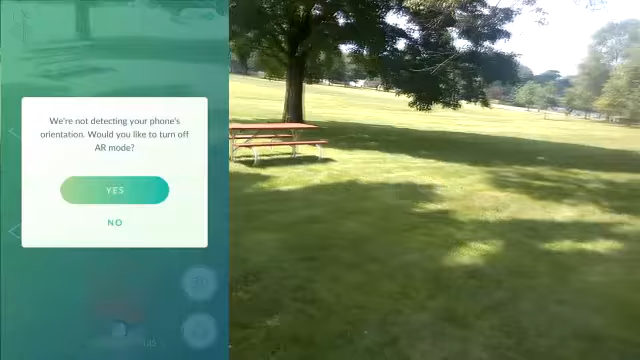 We're not detecting your phone's
orientation. Would you like to turn off
AR mode?
YES
NO